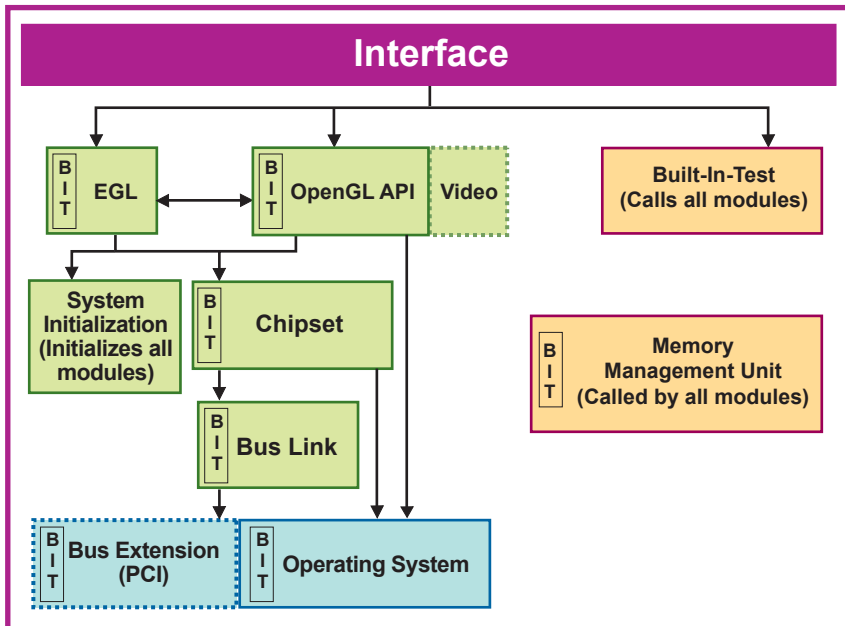 Interface
B
I
T
EGL
B
I
T
OpenGL API
Video
Built-In-Test
(Calls all modules)
System
Initialization
(Initializes all
modules)
B
I
T
Chipset
B
I
T
Memory
Management Unit
(Called by all modules)
B
I
T
Bus Link
B
I
T
Bus Extension
(PCI)
B
I
T
Operating System